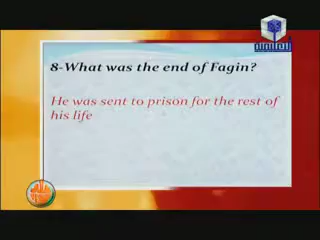 8-What was the end of Fagin?
He was sent to prison for the rest of
his life